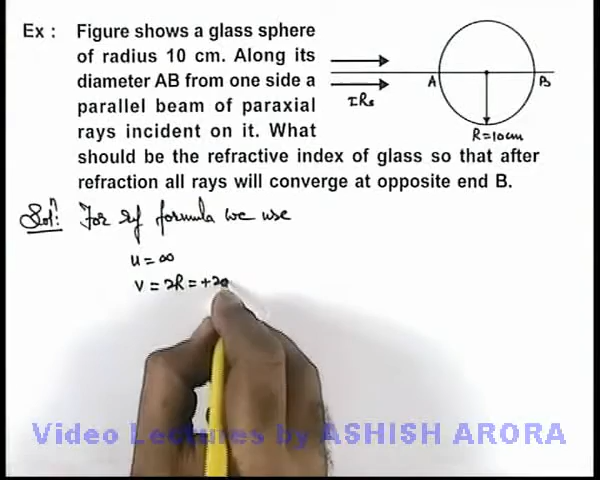 Ex : Figure shows a glass sphere
of radius 10 cm. Along its
diameter AB from one side a
parallel beam of paraxial
rays incident on it. What
should be the refractive index of glass so that after
refraction all rays will converge at opposite end B.
A
B
IRs
R=10cm
Solⁿ: For ref formula we use
u = ∞
v = 2R = +20
Video Lectures by ASHISH ARORA